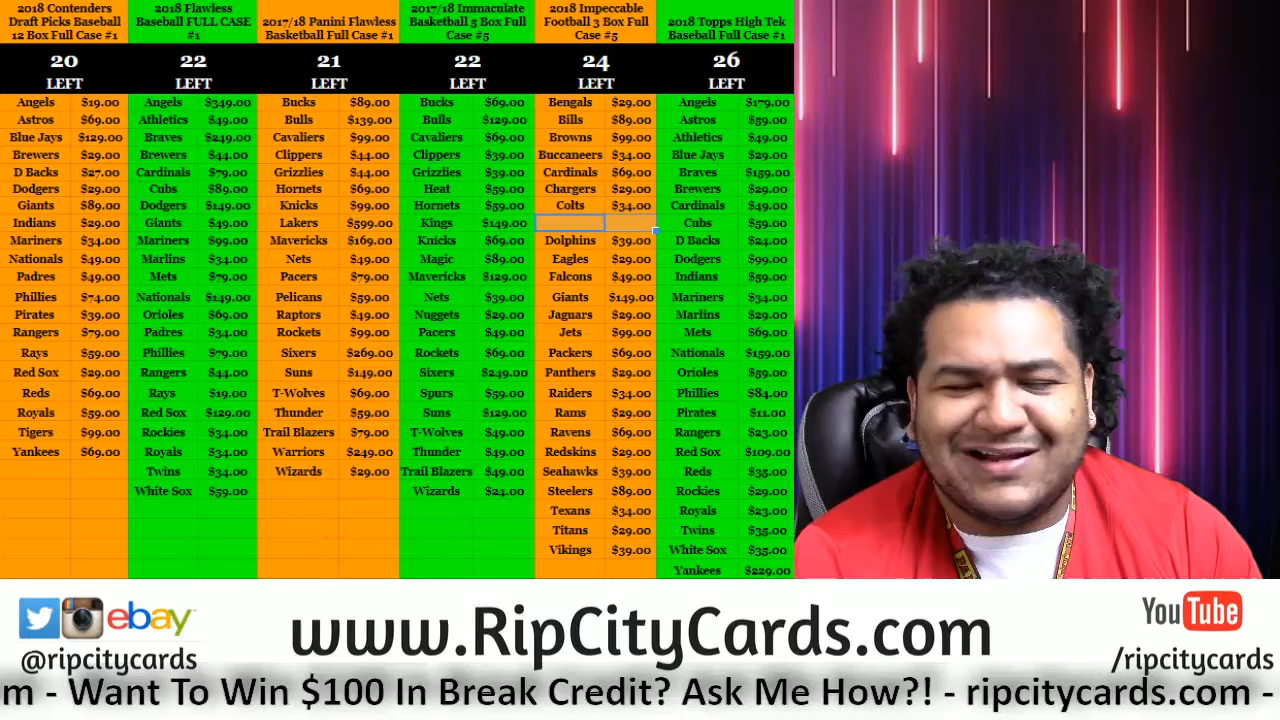 2018 Contenders
Draft Picks Baseball
12 Box Full Case #1
20
LEFT
Angels $19.00
Astros $69.00
Blue Jays $129.00
Brewers $29.00
D Backs $27.00
Dodgers $29.00
Giants $89.00
Indians $29.00
Mariners $34.00
Nationals $49.00
Padres $49.00
Phillies $74.00
Pirates $39.00
Rangers $79.00
Rays $59.00
Red Sox $29.00
Reds $69.00
Royals $59.00
Tigers $99.00
Yankees $69.00
2018 Flawless
Baseball FULL CASE
#1
22
LEFT
Angels $349.00
Athletics $49.00
Braves $249.00
Brewers $44.00
Cardinals $79.00
Cubs $89.00
Dodgers $149.00
Giants $49.00
Mariners $99.00
Marlins $34.00
Mets $79.00
Nationals $149.00
Orioles $69.00
Padres $34.00
Phillies $79.00
Rangers $44.00
Rays $19.00
Red Sox $129.00
Rockies $34.00
Royals $34.00
Twins $34.00
White Sox $59.00
2017/18 Panini Flawless
Basketball Full Case #1
21
LEFT
Bucks $89.00
Bulls $139.00
Cavaliers $99.00
Clippers $44.00
Grizzlies $44.00
Hornets $69.00
Knicks $99.00
Lakers $599.00
Mavericks $169.00
Nets $49.00
Pacers $79.00
Pelicans $59.00
Raptors $49.00
Rockets $99.00
Sixers $269.00
Suns $149.00
T-Wolves $69.00
Thunder $59.00
Trail Blazers $79.00
Warriors $249.00
Wizards $29.00
2017/18 Immaculate
Basketball 5 Box Full
Case #5
22
LEFT
Bucks $69.00
Bulls $129.00
Cavaliers $69.00
Clippers $39.00
Grizzlies $39.00
Heat $59.00
Hornets $59.00
Kings $149.00
Knicks $69.00
Magic $89.00
Mavericks $129.00
Nets $39.00
Nuggets $29.00
Pacers $49.00
Rockets $69.00
Sixers $249.00
Spurs $59.00
Suns $129.00
T-Wolves $49.00
Thunder $49.00
Trail Blazers $49.00
Wizards $24.00
2018 Impeccable
Football 3 Box Full
Case #5
24
LEFT
Bengals $29.00
Bills $89.00
Browns $99.00
Buccaneers $34.00
Cardinals $69.00
Chargers $29.00
Colts $34.00
Dolphins $39.00
Eagles $29.00
Falcons $49.00
Giants $149.00
Jaguars $29.00
Jets $99.00
Packers $69.00
Panthers $29.00
Raiders $34.00
Rams $29.00
Ravens $69.00
Redskins $29.00
Seahawks $39.00
Steelers $89.00
Texans $34.00
Titans $29.00
Vikings $39.00
2018 Topps High Tek
Baseball Full Case #1
26
LEFT
Angels $179.00
Astros $59.00
Athletics $49.00
Blue Jays $29.00
Braves $159.00
Brewers $29.00
Cardinals $49.00
Cubs $59.00
D Backs $24.00
Dodgers $99.00
Indians $59.00
Mariners $34.00
Marlins $29.00
Mets $69.00
Nationals $159.00
Orioles $59.00
Phillies $84.00
Pirates $11.00
Rangers $23.00
Red Sox $109.00
Reds $35.00
Rockies $29.00
Royals $23.00
Twins $35.00
White Sox $35.00
Yankees $229.00
ebay
@ripcitycards
www.RipCityCards.com
YouTube
/ripcitycards
m - Want To Win $100 In Break Credit? Ask Me How?! - ripcitycards.com -